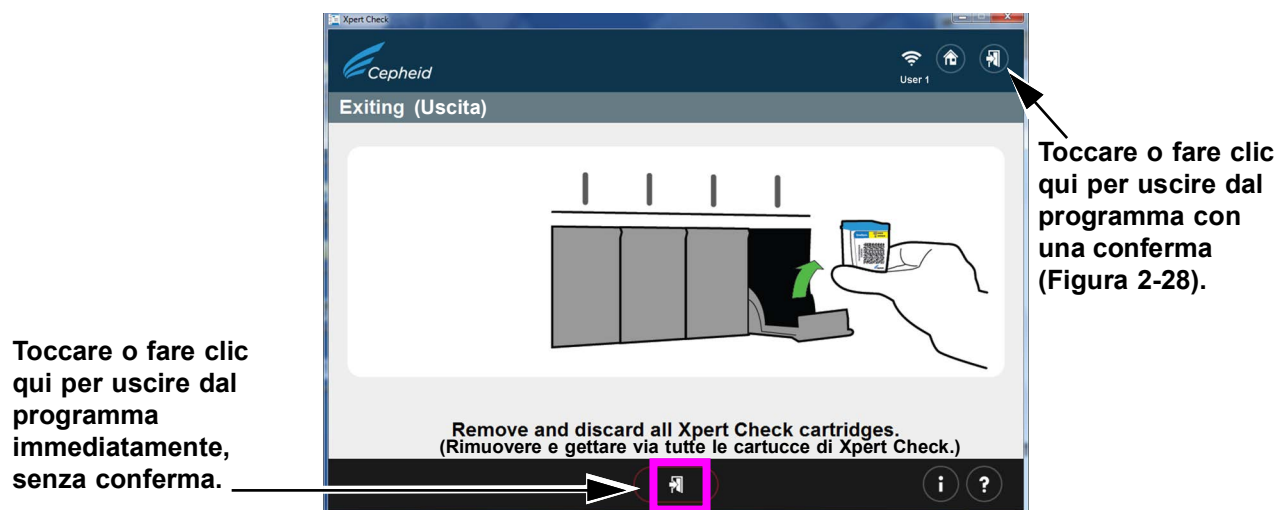 Xpert Check
Cepheid
User 1
Exiting (Uscita)
Toccare o fare clic
qui per uscire dal
programma con
una conferma
(Figura 2-28).
Toccare o fare clic
qui per uscire dal
programma
immediatamente,
senza conferma.
Remove and discard all Xpert Check cartridges.
(Rimuovere e gettare via tutte le cartucce di Xpert Check.)
i ?